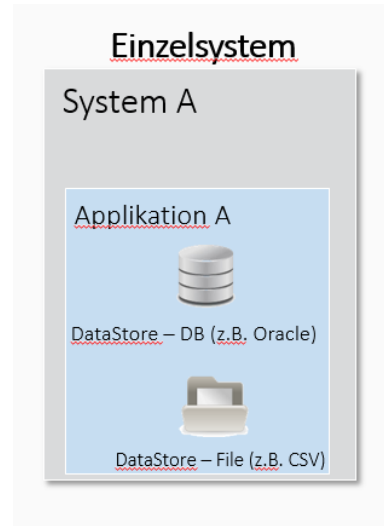 Einzelsystem
System A
Applikation A
DataStore – DB (z.B. Oracle)
DataStore – File (z.B. CSV)